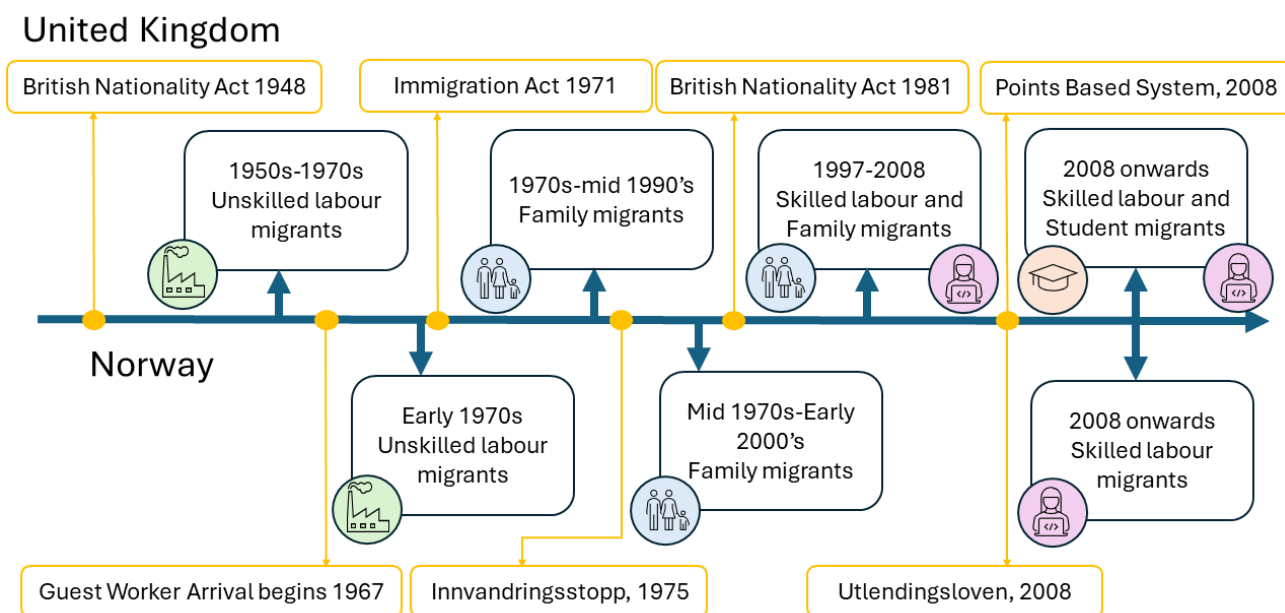 United Kingdom
British Nationality Act 1948
Immigration Act 1971
British Nationality Act 1981
Points Based System, 2008
1950s-1970s
Unskilled labour
migrants
1970s-mid 1990's
Family migrants
1997-2008
Skilled labour and
Family migrants
2008 onwards
Skilled labour and
Student migrants
Norway
Early 1970s
Unskilled labour
migrants
Mid 1970s-Early
2000's
Family migrants
2008 onwards
Skilled labour
migrants
Guest Worker Arrival begins 1967
Innvandringsstopp, 1975
Utlendingsloven, 2008